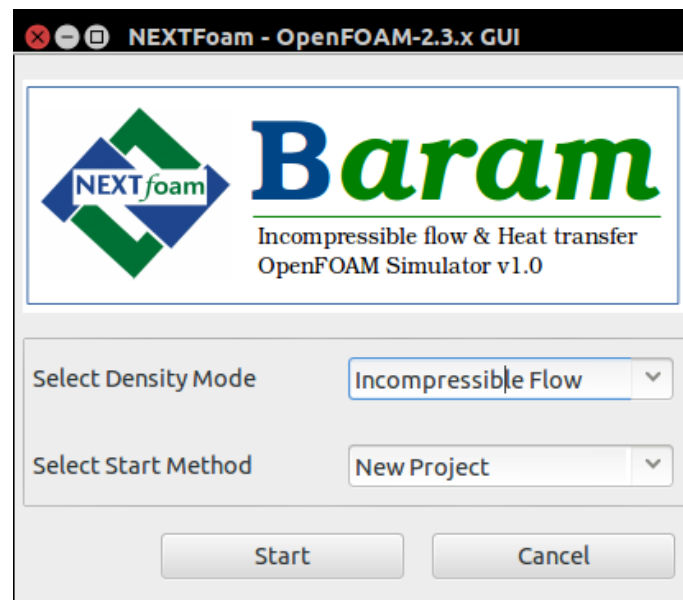 NEXTFoam - OpenFOAM-2.3.x GUI
NEXTfoam
Baram
Incompressible flow & Heat transfer
OpenFOAM Simulator v1.0
Select Density Mode
Incompressible Flow
Select Start Method
New Project
Start
Cancel